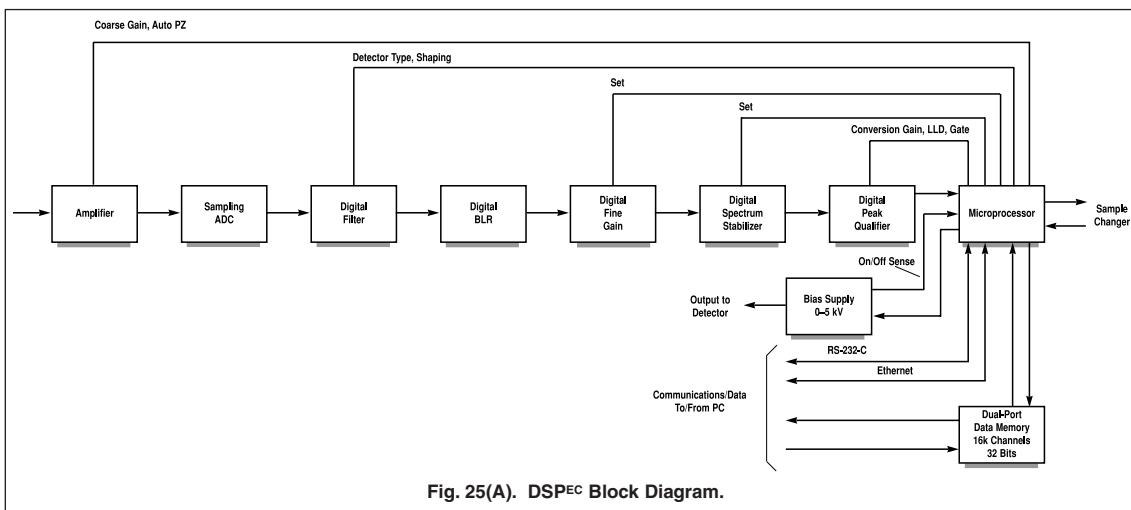 Coarse Gain, Auto PZ
Detector Type, Shaping
Set
Set
Conversion Gain, LLD, Gate
Amplifier
Sampling
ADC
Digital
Filter
Digital
BLR
Digital
Fine
Gain
Digital
Spectrum
Stabilizer
Digital
Peak
Qualifier
Microprocessor
Sample
Changer
On/Off Sense
Output to
Detector
Bias Supply
0–5 kV
RS-232-C
Ethernet
Communications/Data
To/From PC
Dual-Port
Data Memory
16k Channels
32 Bits
Fig. 25(A). DSPEC Block Diagram.